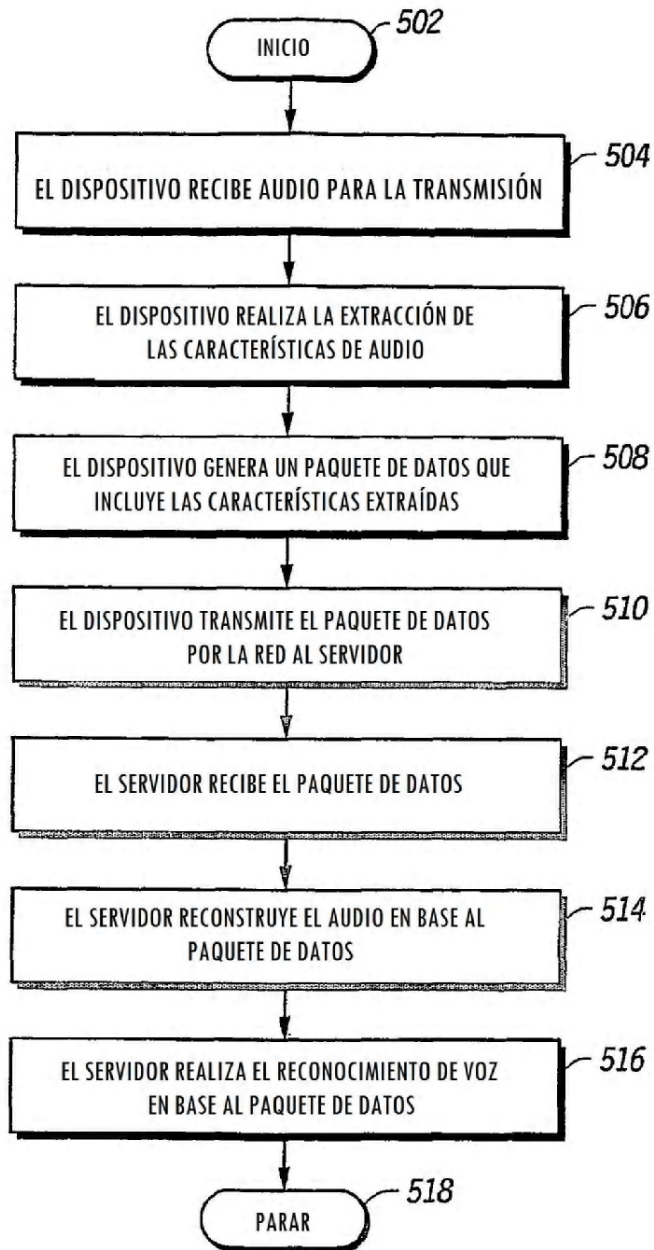 502
INICIO
504
EL DISPOSITIVO RECIBE AUDIO PARA LA TRANSMISIÓN
506
EL DISPOSITIVO REALIZA LA EXTRACCIÓN DE
LAS CARACTERÍSTICAS DE AUDIO
508
EL DISPOSITIVO GENERA UN PAQUETE DE DATOS QUE
INCLUYE LAS CARACTERÍSTICAS EXTRAÍDAS
510
EL DISPOSITIVO TRANSMITE EL PAQUETE DE DATOS
POR LA RED AL SERVIDOR
512
EL SERVIDOR RECIBE EL PAQUETE DE DATOS
514
EL SERVIDOR RECONSTRUYE EL AUDIO EN BASE AL
PAQUETE DE DATOS
516
EL SERVIDOR REALIZA EL RECONOCIMIENTO DE VOZ
EN BASE AL PAQUETE DE DATOS
518
PARAR